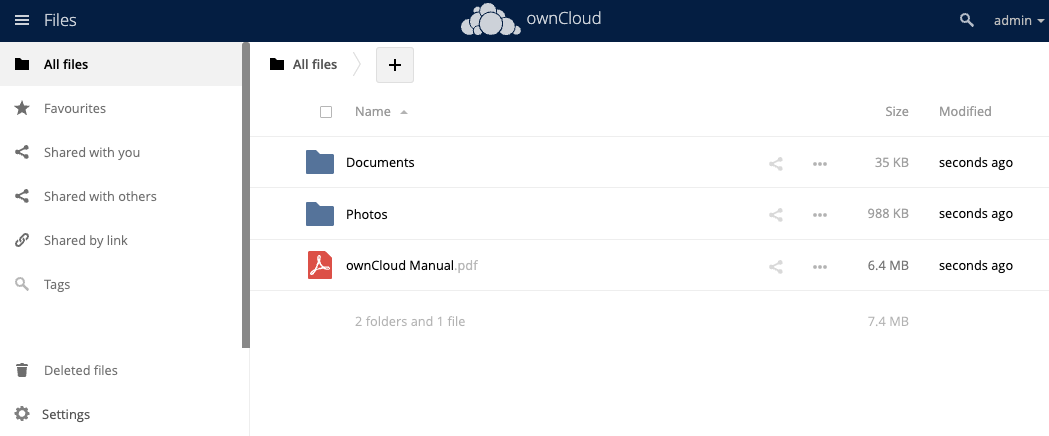 Files
ownCloud
admin
All files
Favourites
Shared with you
Shared with others
Shared by link
Tags
Deleted files
Settings
All files
+
Name Size Modified
Documents 35 KB seconds ago
Photos 988 KB seconds ago
ownCloud Manual.pdf 6.4 MB seconds ago
2 folders and 1 file 7.4 MB